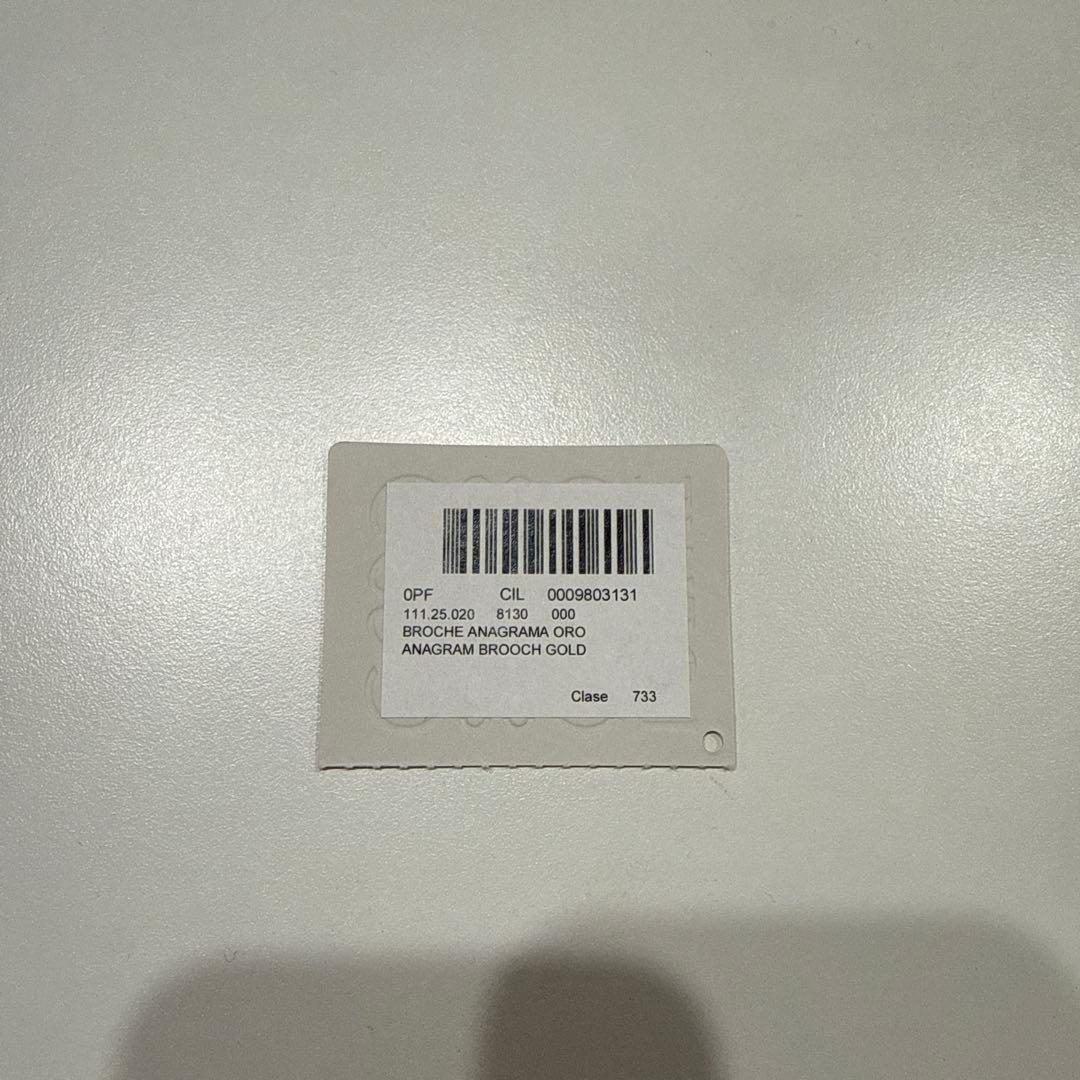 0PF CIL 0009803131
111.25.020 8130 000
BROCHE ANAGRAMA ORO
ANAGRAM BROOCH GOLD
Clase 733